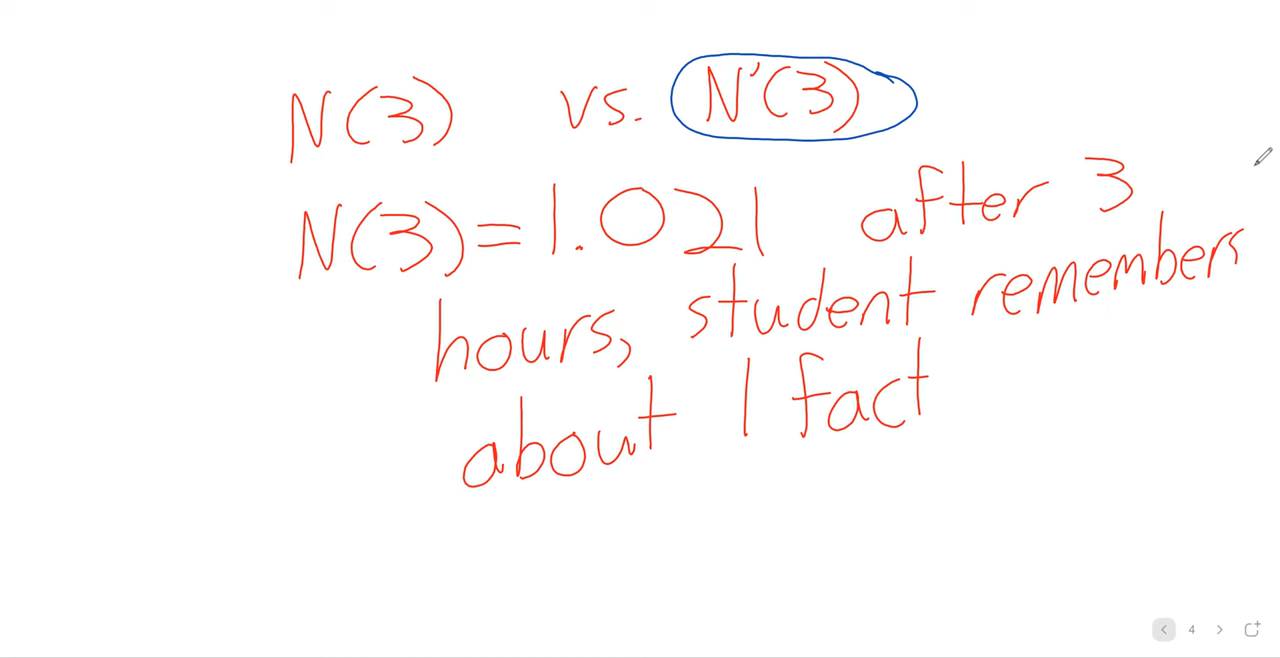 N(3) vs. N'(3)
N(3)=1.021 after 3
hours, student remembers
about 1 fact
4